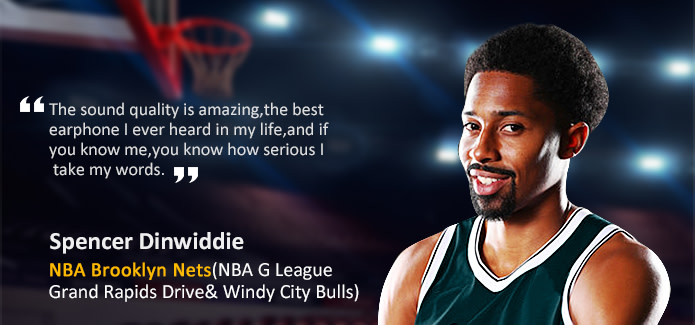 “ The sound quality is amazing,the best
earphone I ever heard in my life,and if
you know me,you know how serious I
take my words. ”
Spencer Dinwiddie
NBA Brooklyn Nets(NBA G League
Grand Rapids Drive& Windy City Bulls)